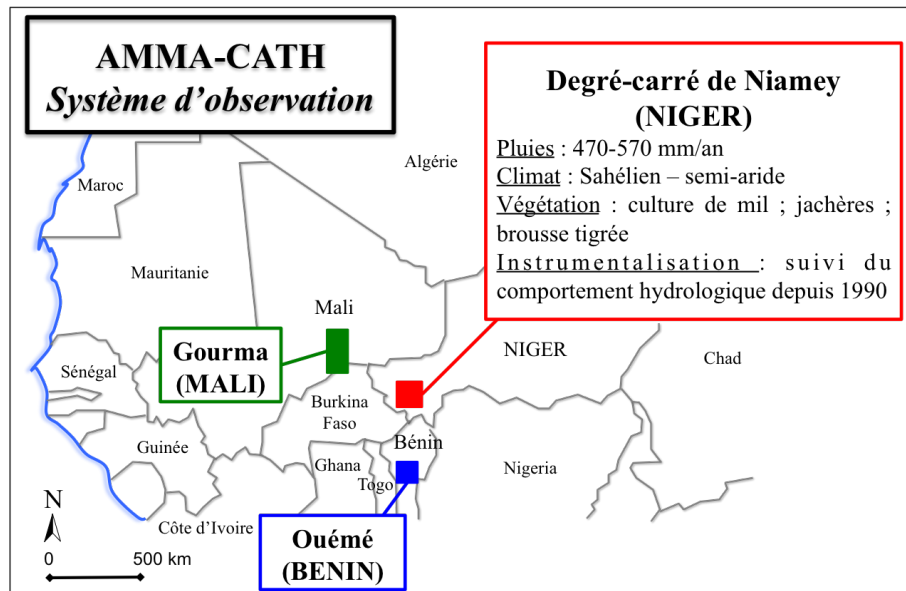 AMMA-CATH
Système d'observation
Degré-carré de Niamey
(NIGER)
Pluies : 470-570 mm/an
Climat : Sahélien – semi-aride
Végétation : culture de mil ; jachères ;
brousse tigrée
Instrumentalisation : suivi du
comportement hydrologique depuis 1990
Algérie
Maroc
Mauritanie
Mali
Gourma
(MALI)
NIGER
Chad
Sénégal
Burkina
Faso
Bénin
Guinée
Ghana
Togo
Nigeria
Côte d'Ivoire
Ouémé
(BENIN)
N
0 500 km